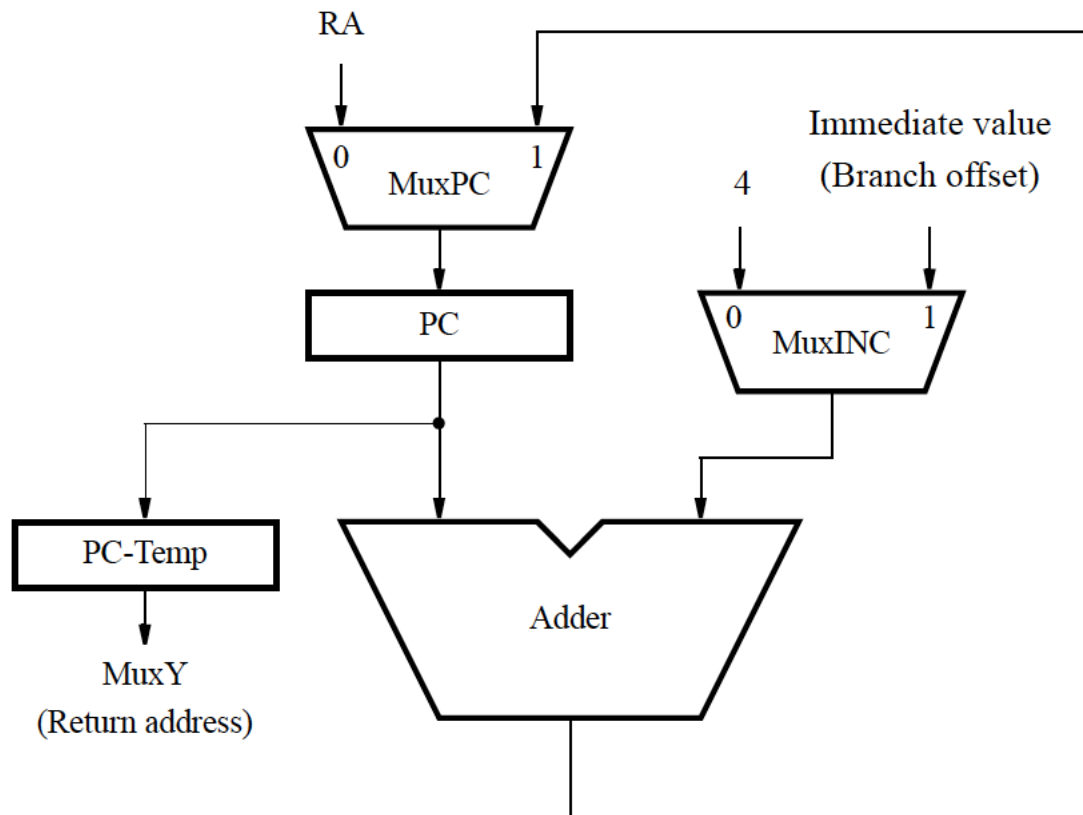 RA
Immediate value
(Branch offset)
4
0 1
MuxPC
PC
0 1
MuxINC
PC-Temp
Adder
MuxY
(Return address)